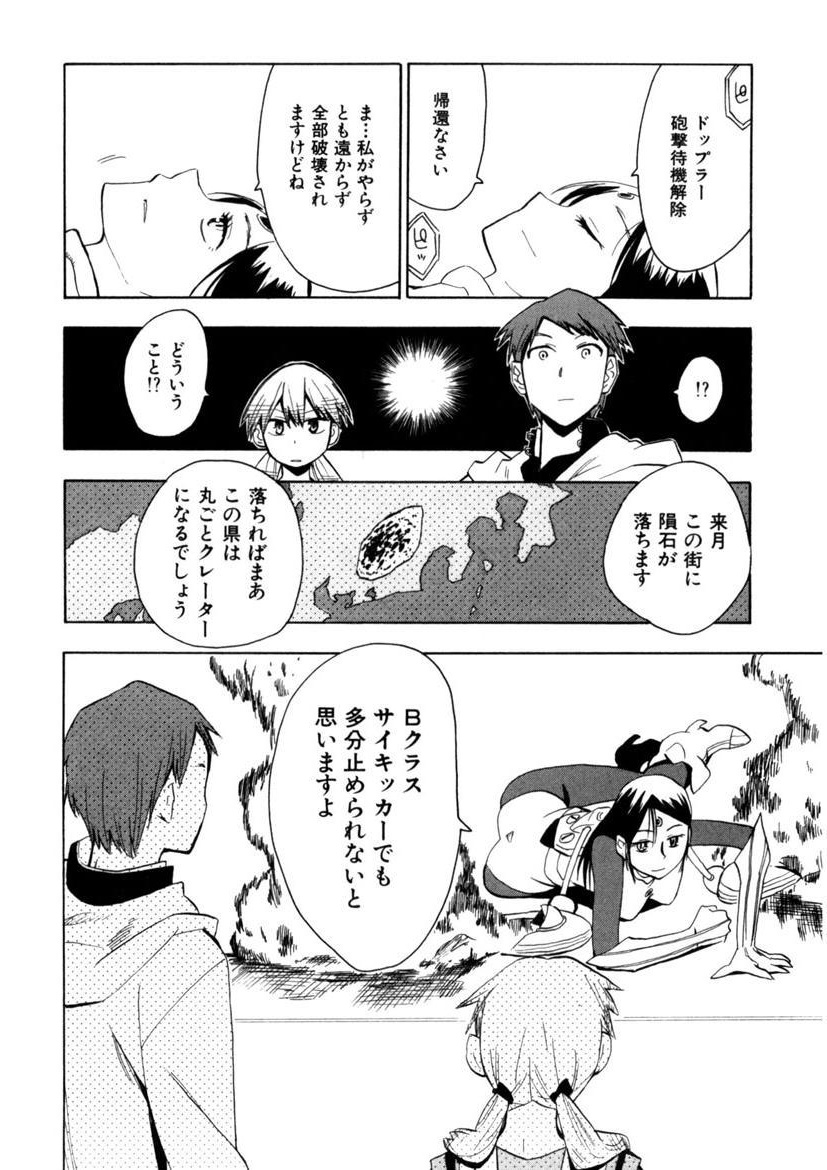 ドップラー
砲撃待機解除
帰還なさい
ピ
ピッ
ま…私がやらず
とも遠からず
全部破壊され
ますけどね
!?
どういう
こと!?
来月
この街に
隕石が
落ちます
落ちればまあ
この県は
丸ごとクレーター
になるでしょう
Bクラス
サイキッカーでも
多分止められないと
思いますよ